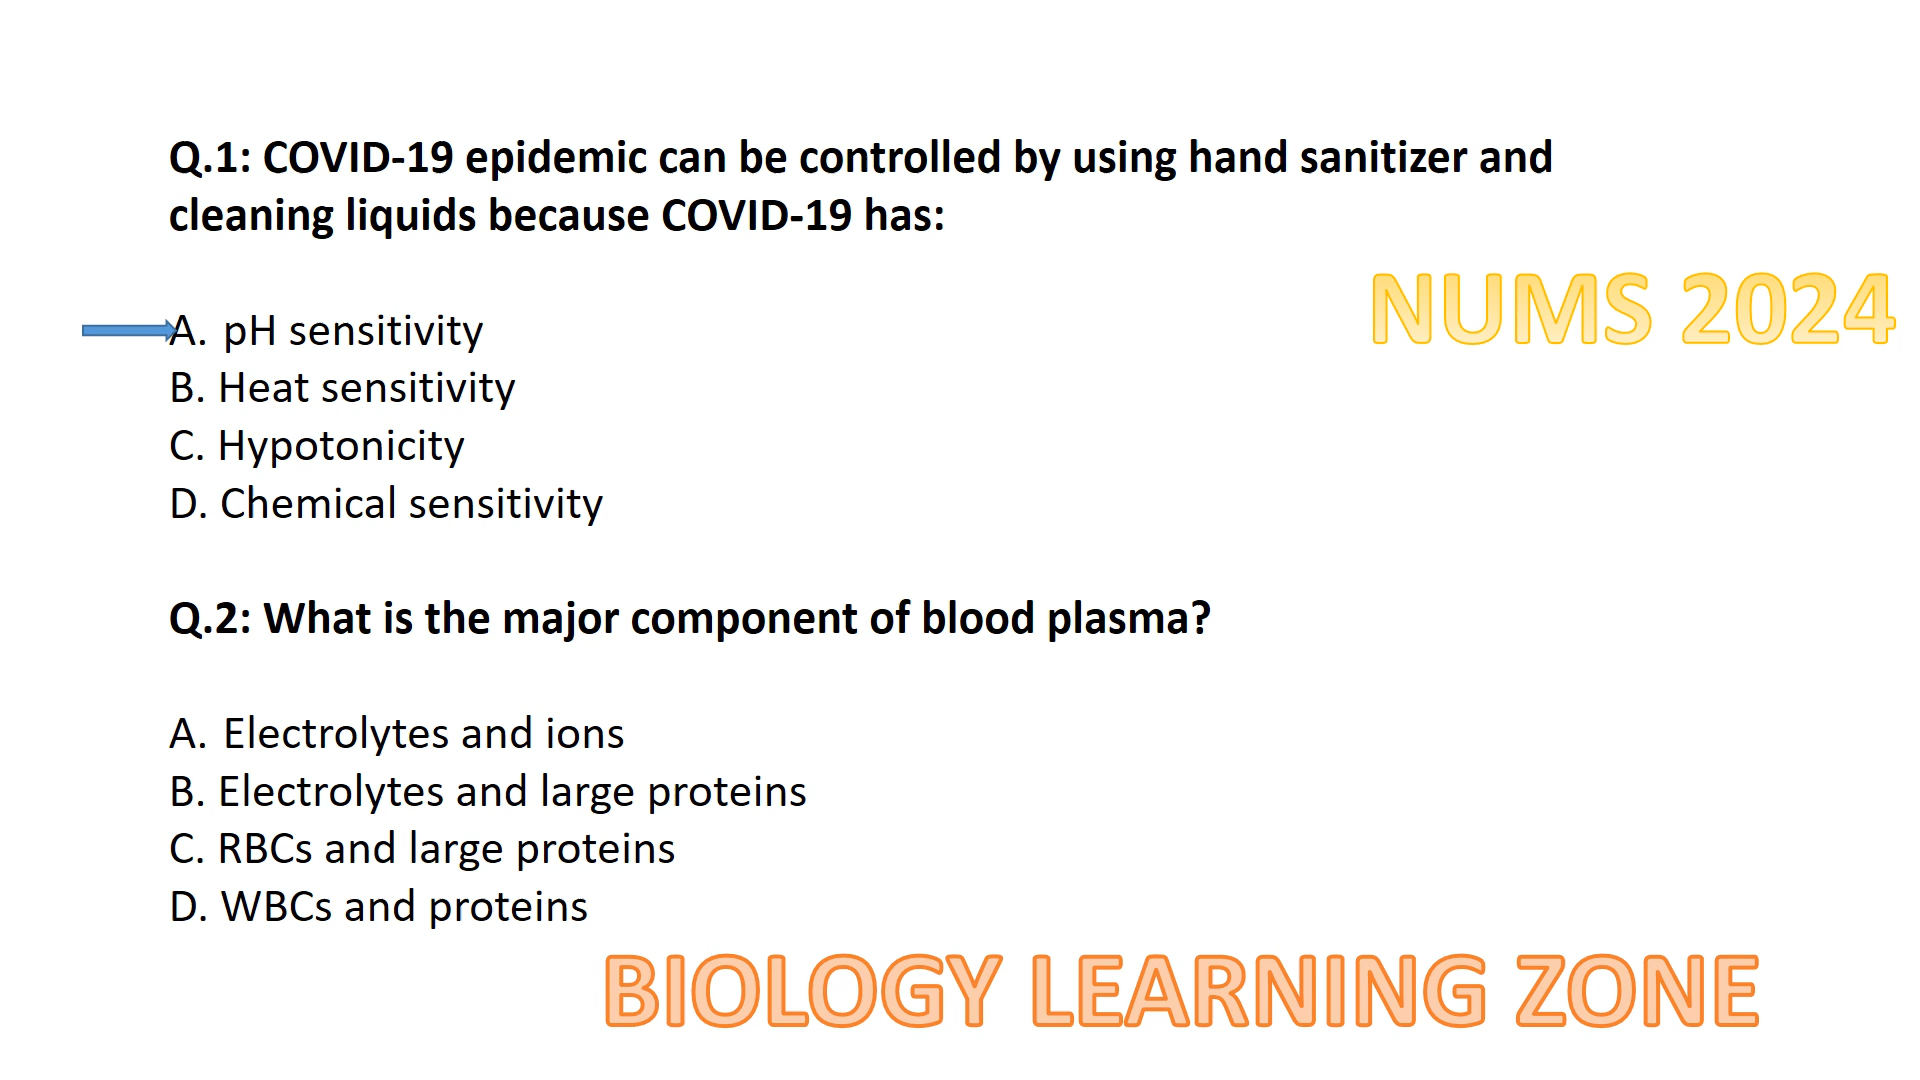 Q.1: COVID-19 epidemic can be controlled by using hand sanitizer and
cleaning liquids because COVID-19 has:
NUMS 2024
A. pH sensitivity
B. Heat sensitivity
C. Hypotonicity
D. Chemical sensitivity
Q.2: What is the major component of blood plasma?
A. Electrolytes and ions
B. Electrolytes and large proteins
C. RBCs and large proteins
D. WBCs and proteins
BIOLOGY LEARNING ZONE